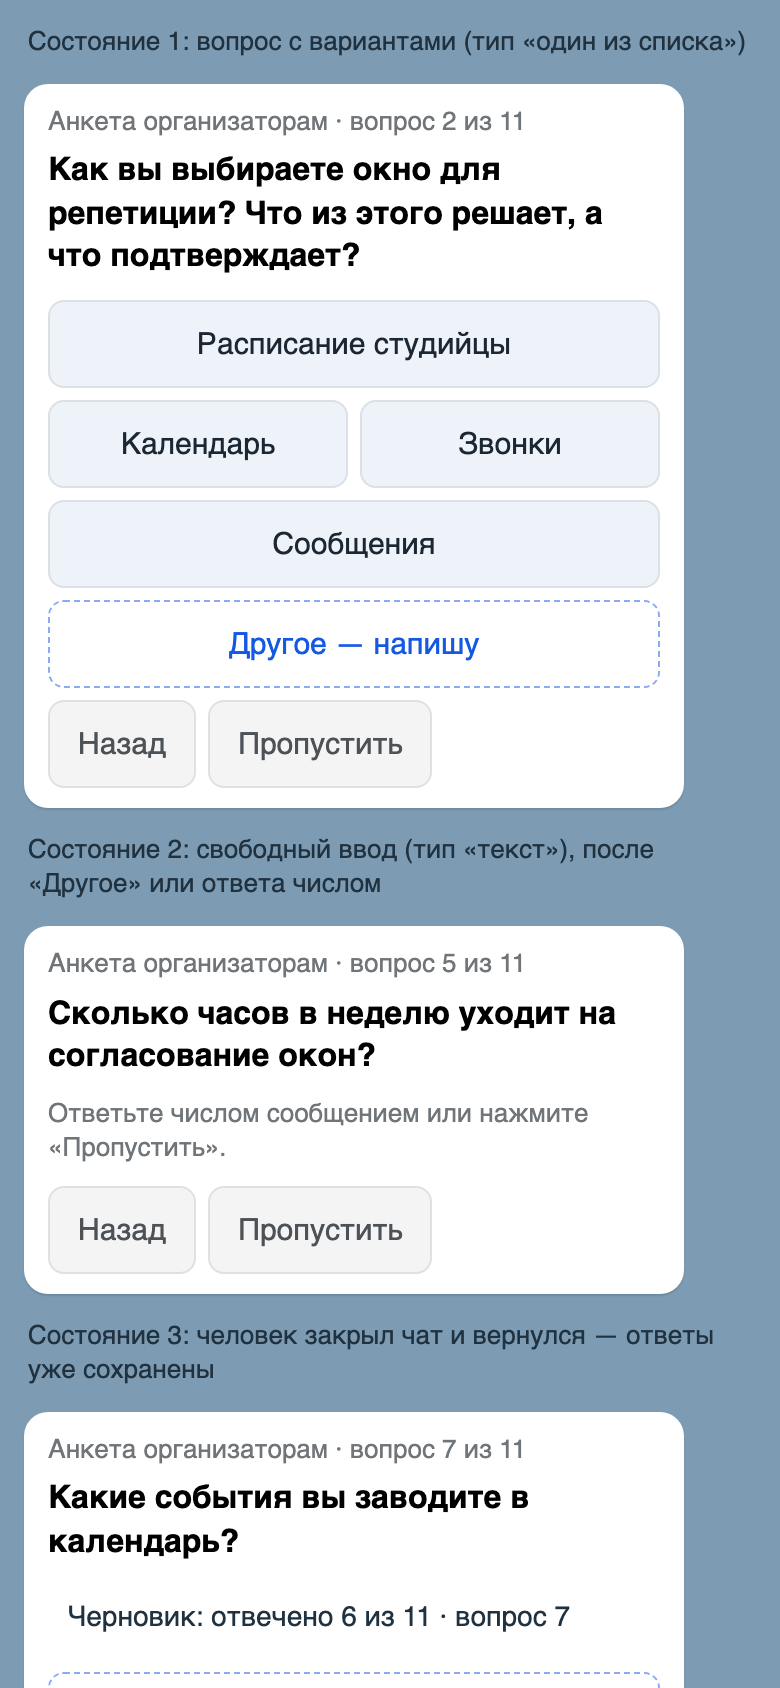 Состояние 1: вопрос с вариантами (тип «один из списка»)
Анкета организаторам · вопрос 2 из 11
Как вы выбираете окно для
репетиции? Что из этого решает, а
что подтверждает?
Расписание студийцы
Календарь
Звонки
Сообщения
Другое — напишу
Назад
Пропустить
Состояние 2: свободный ввод (тип «текст»), после
«Другое» или ответа числом
Анкета организаторам · вопрос 5 из 11
Сколько часов в неделю уходит на
согласование окон?
Ответьте числом сообщением или нажмите
«Пропустить».
Назад
Пропустить
Состояние 3: человек закрыл чат и вернулся — ответы
уже сохранены
Анкета организаторам · вопрос 7 из 11
Какие события вы заводите в
календарь?
Черновик: отвечено 6 из 11 · вопрос 7